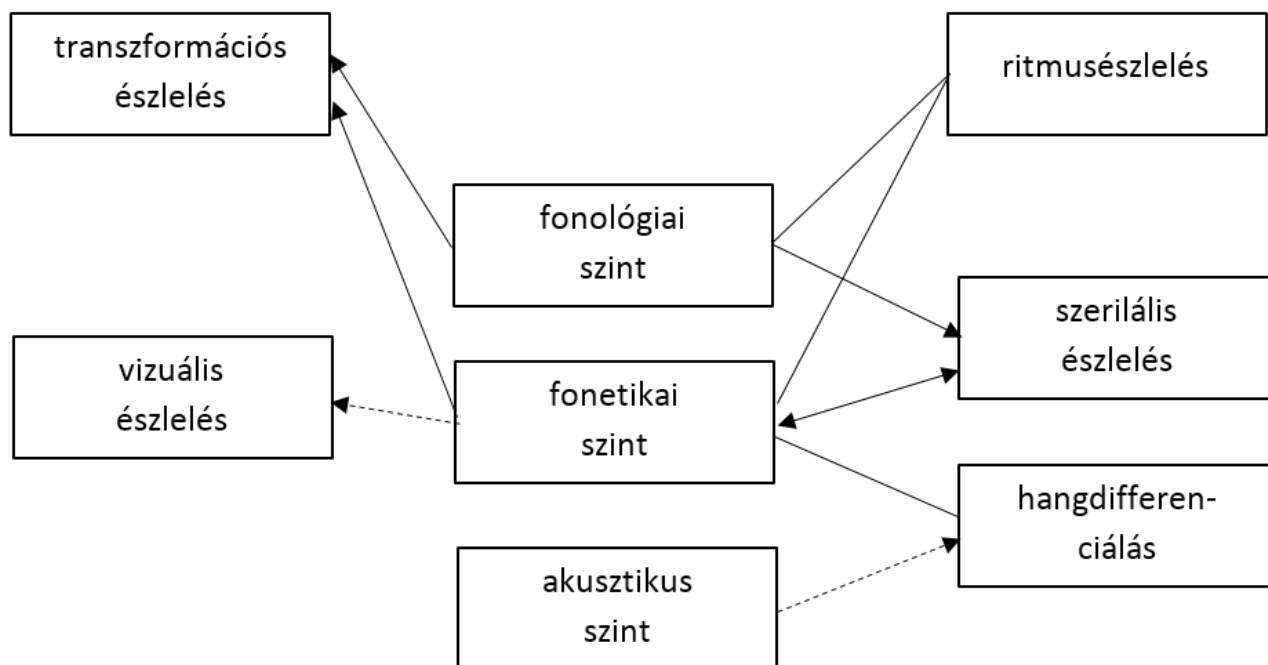 transzformációs
észlelés
ritmusészlelés
fonológiai
szint
szerilális
észlelés
vizuális
észlelés
fonetikai
szint
hangdifferen-
ciálás
akusztikus
szint